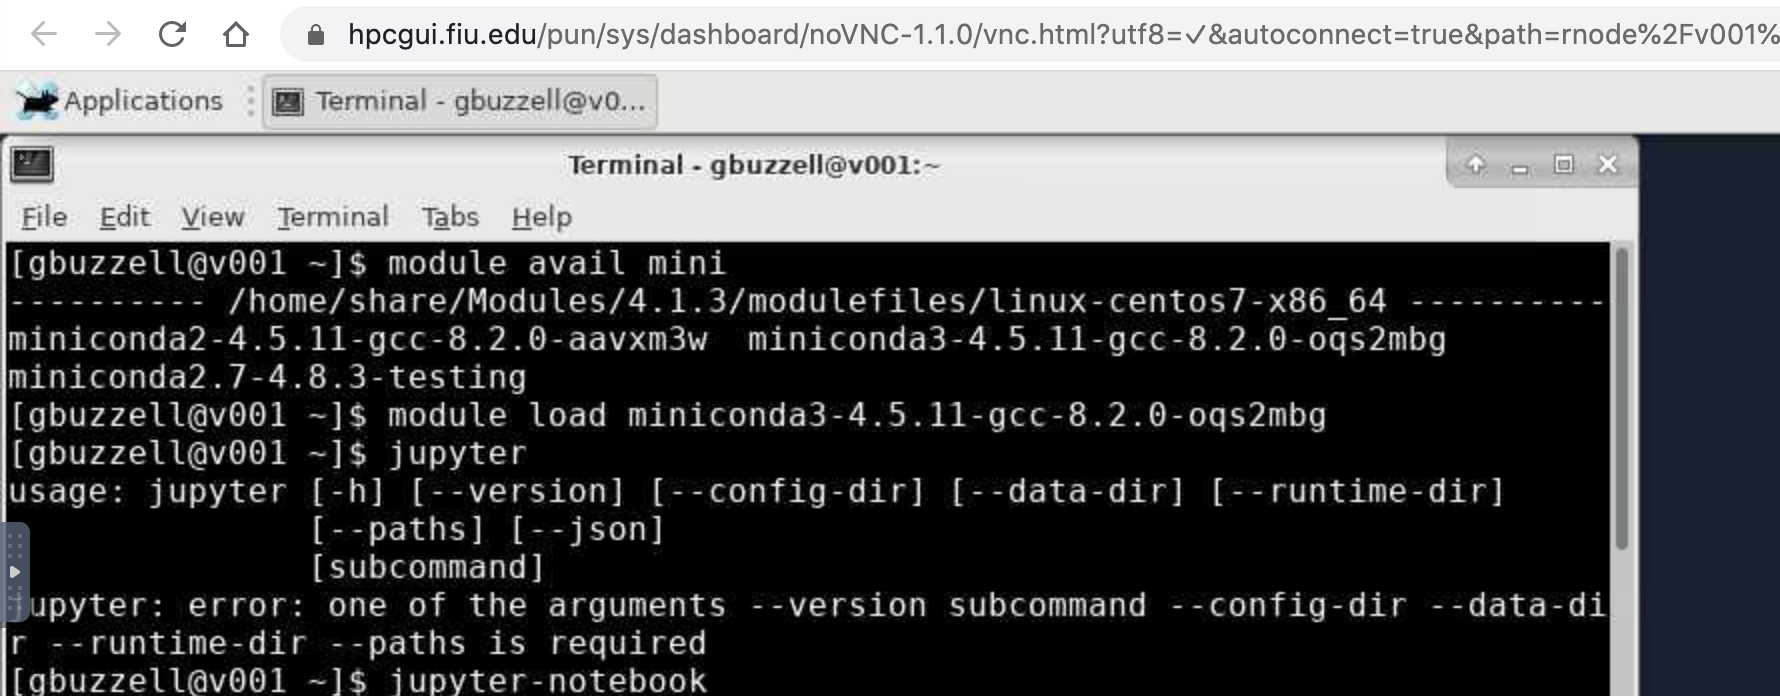 hpcgui.fiu.edu/pun/sys/dashboard/noVNC-1.1.0/vnc.html?utf8=✓&autoconnect=true&path=rnode%2Fv001%
Applications
Terminal - gbuzzell@v0...
Terminal - gbuzzell@v001:~
File Edit View Terminal Tabs Help
[gbuzzell@v001 ~]$ module avail mini
---------- /home/share/Modules/4.1.3/modulefiles/linux-centos7-x86_64 ----------
miniconda2-4.5.11-gcc-8.2.0-aavxm3w  miniconda3-4.5.11-gcc-8.2.0-oqs2mbg
miniconda2.7-4.8.3-testing
[gbuzzell@v001 ~]$ module load miniconda3-4.5.11-gcc-8.2.0-oqs2mbg
[gbuzzell@v001 ~]$ jupyter
usage: jupyter [-h] [--version] [--config-dir] [--data-dir] [--runtime-dir]
               [--paths] [--json]
               [subcommand]
jupyter: error: one of the arguments --version subcommand --config-dir --data-di
r --runtime-dir --paths is required
[gbuzzell@v001 ~]$ jupyter-notebook